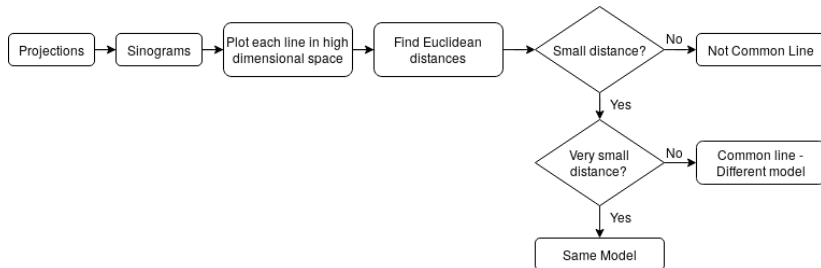 Projections
Sinograms
Plot each line in high
dimensional space
Find Euclidean
distances
Small distance?
No
Not Common Line
Yes
Very small
distance?
No
Common line -
Different model
Yes
Same Model